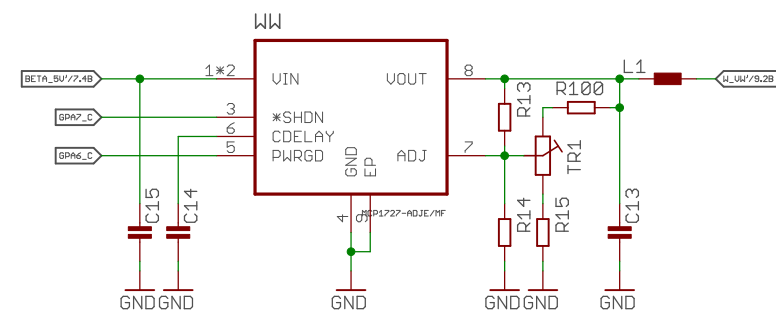 WW
BETA_5V'/7.4B
1*2
VIN
VOUT
8
L1
W_VW'/9.2B
R13
R100
GPA7_C
3
*SHDN
6
CDELAY
GPA6_C
5
PWRGD
GND
EP
ADJ
7
TR1
C15
C14
4
9
MCP1727-ADJE/MF
R14
R15
C13
GND
GND
GND
GND
GND
GND